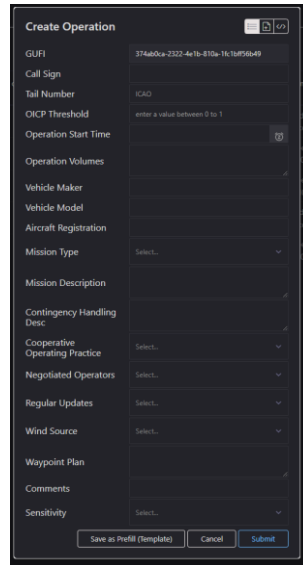 Create Operation
GUFI 374ab0ca-2322-4e1b-810a-1fc1bff56b49
Call Sign
Tail Number ICAO
OICP Threshold enter a value between 0 to 1
Operation Start Time
Operation Volumes
Vehicle Maker
Vehicle Model
Aircraft Registration
Mission Type Select...
Mission Description
Contingency Handling
Desc
Cooperative
Operating Practice Select...
Negotiated Operators Select...
Regular Updates Select...
Wind Source Select...
Waypoint Plan
Comments
Sensitivity Select...
Save as Prefill (Template) Cancel Submit